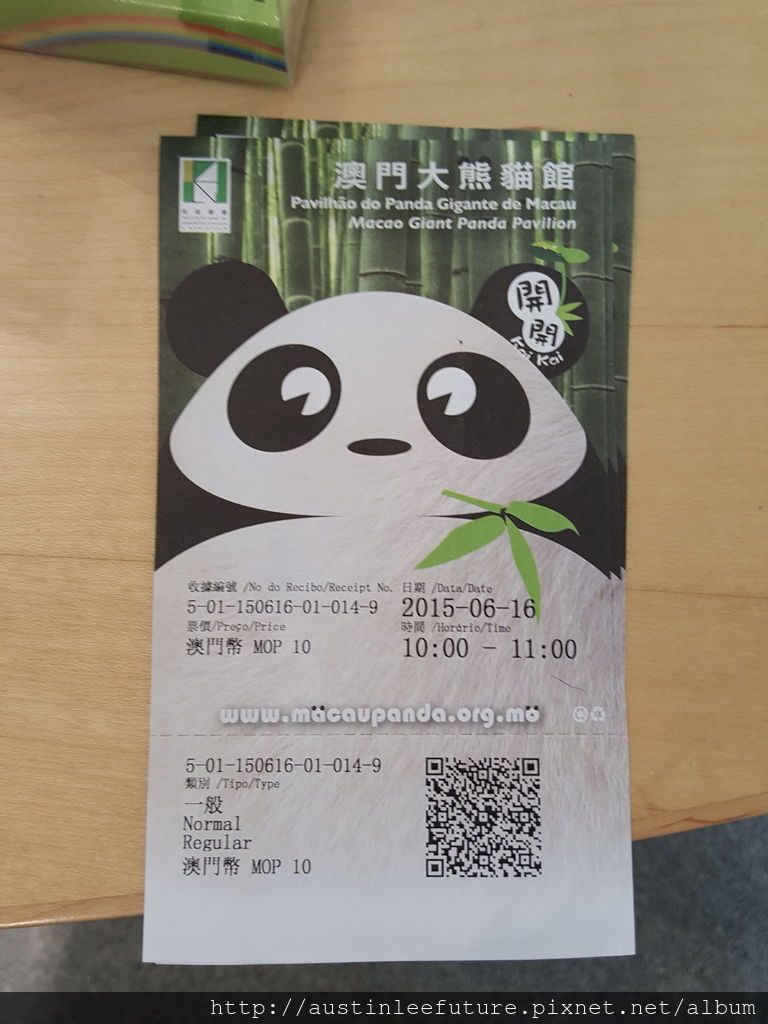 澳門大熊貓館
Pavilhão do Panda Gigante de Macau
Macao Giant Panda Pavilion
開
開
Kai Kai
收據編號 /No do Recibo/Receipt No.
5-01-150616-01-014-9
日期 /Data/Date
2015-06-16
票價/Preço/Price
澳門幣 MOP 10
時間 /Horário/Time
10:00 - 11:00
www.macaupanda.org.mo
5-01-150616-01-014-9
類別 /Tipo/Type
一般
Normal
Regular
澳門幣 MOP 10
http://austinleefuture.pixnet.net/album